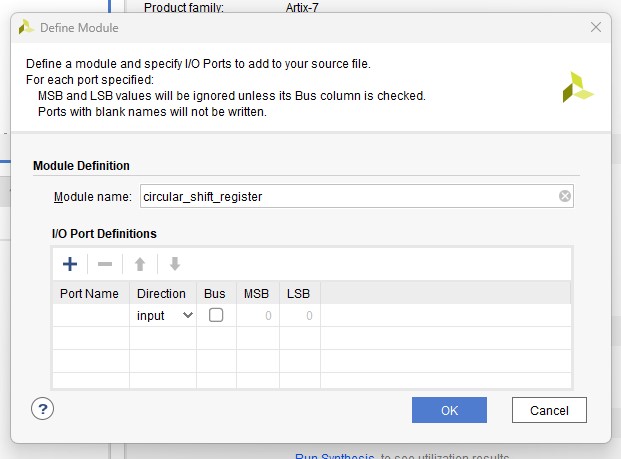 Product family: Artix-7
Define Module
Define a module and specify I/O Ports to add to your source file.
For each port specified:
MSB and LSB values will be ignored unless its Bus column is checked.
Ports with blank names will not be written.
Module Definition
Module name: circular_shift_register
I/O Port Definitions
Port Name Direction Bus MSB LSB
input 0 0
? OK Cancel
Run Synthesis to see utilization results